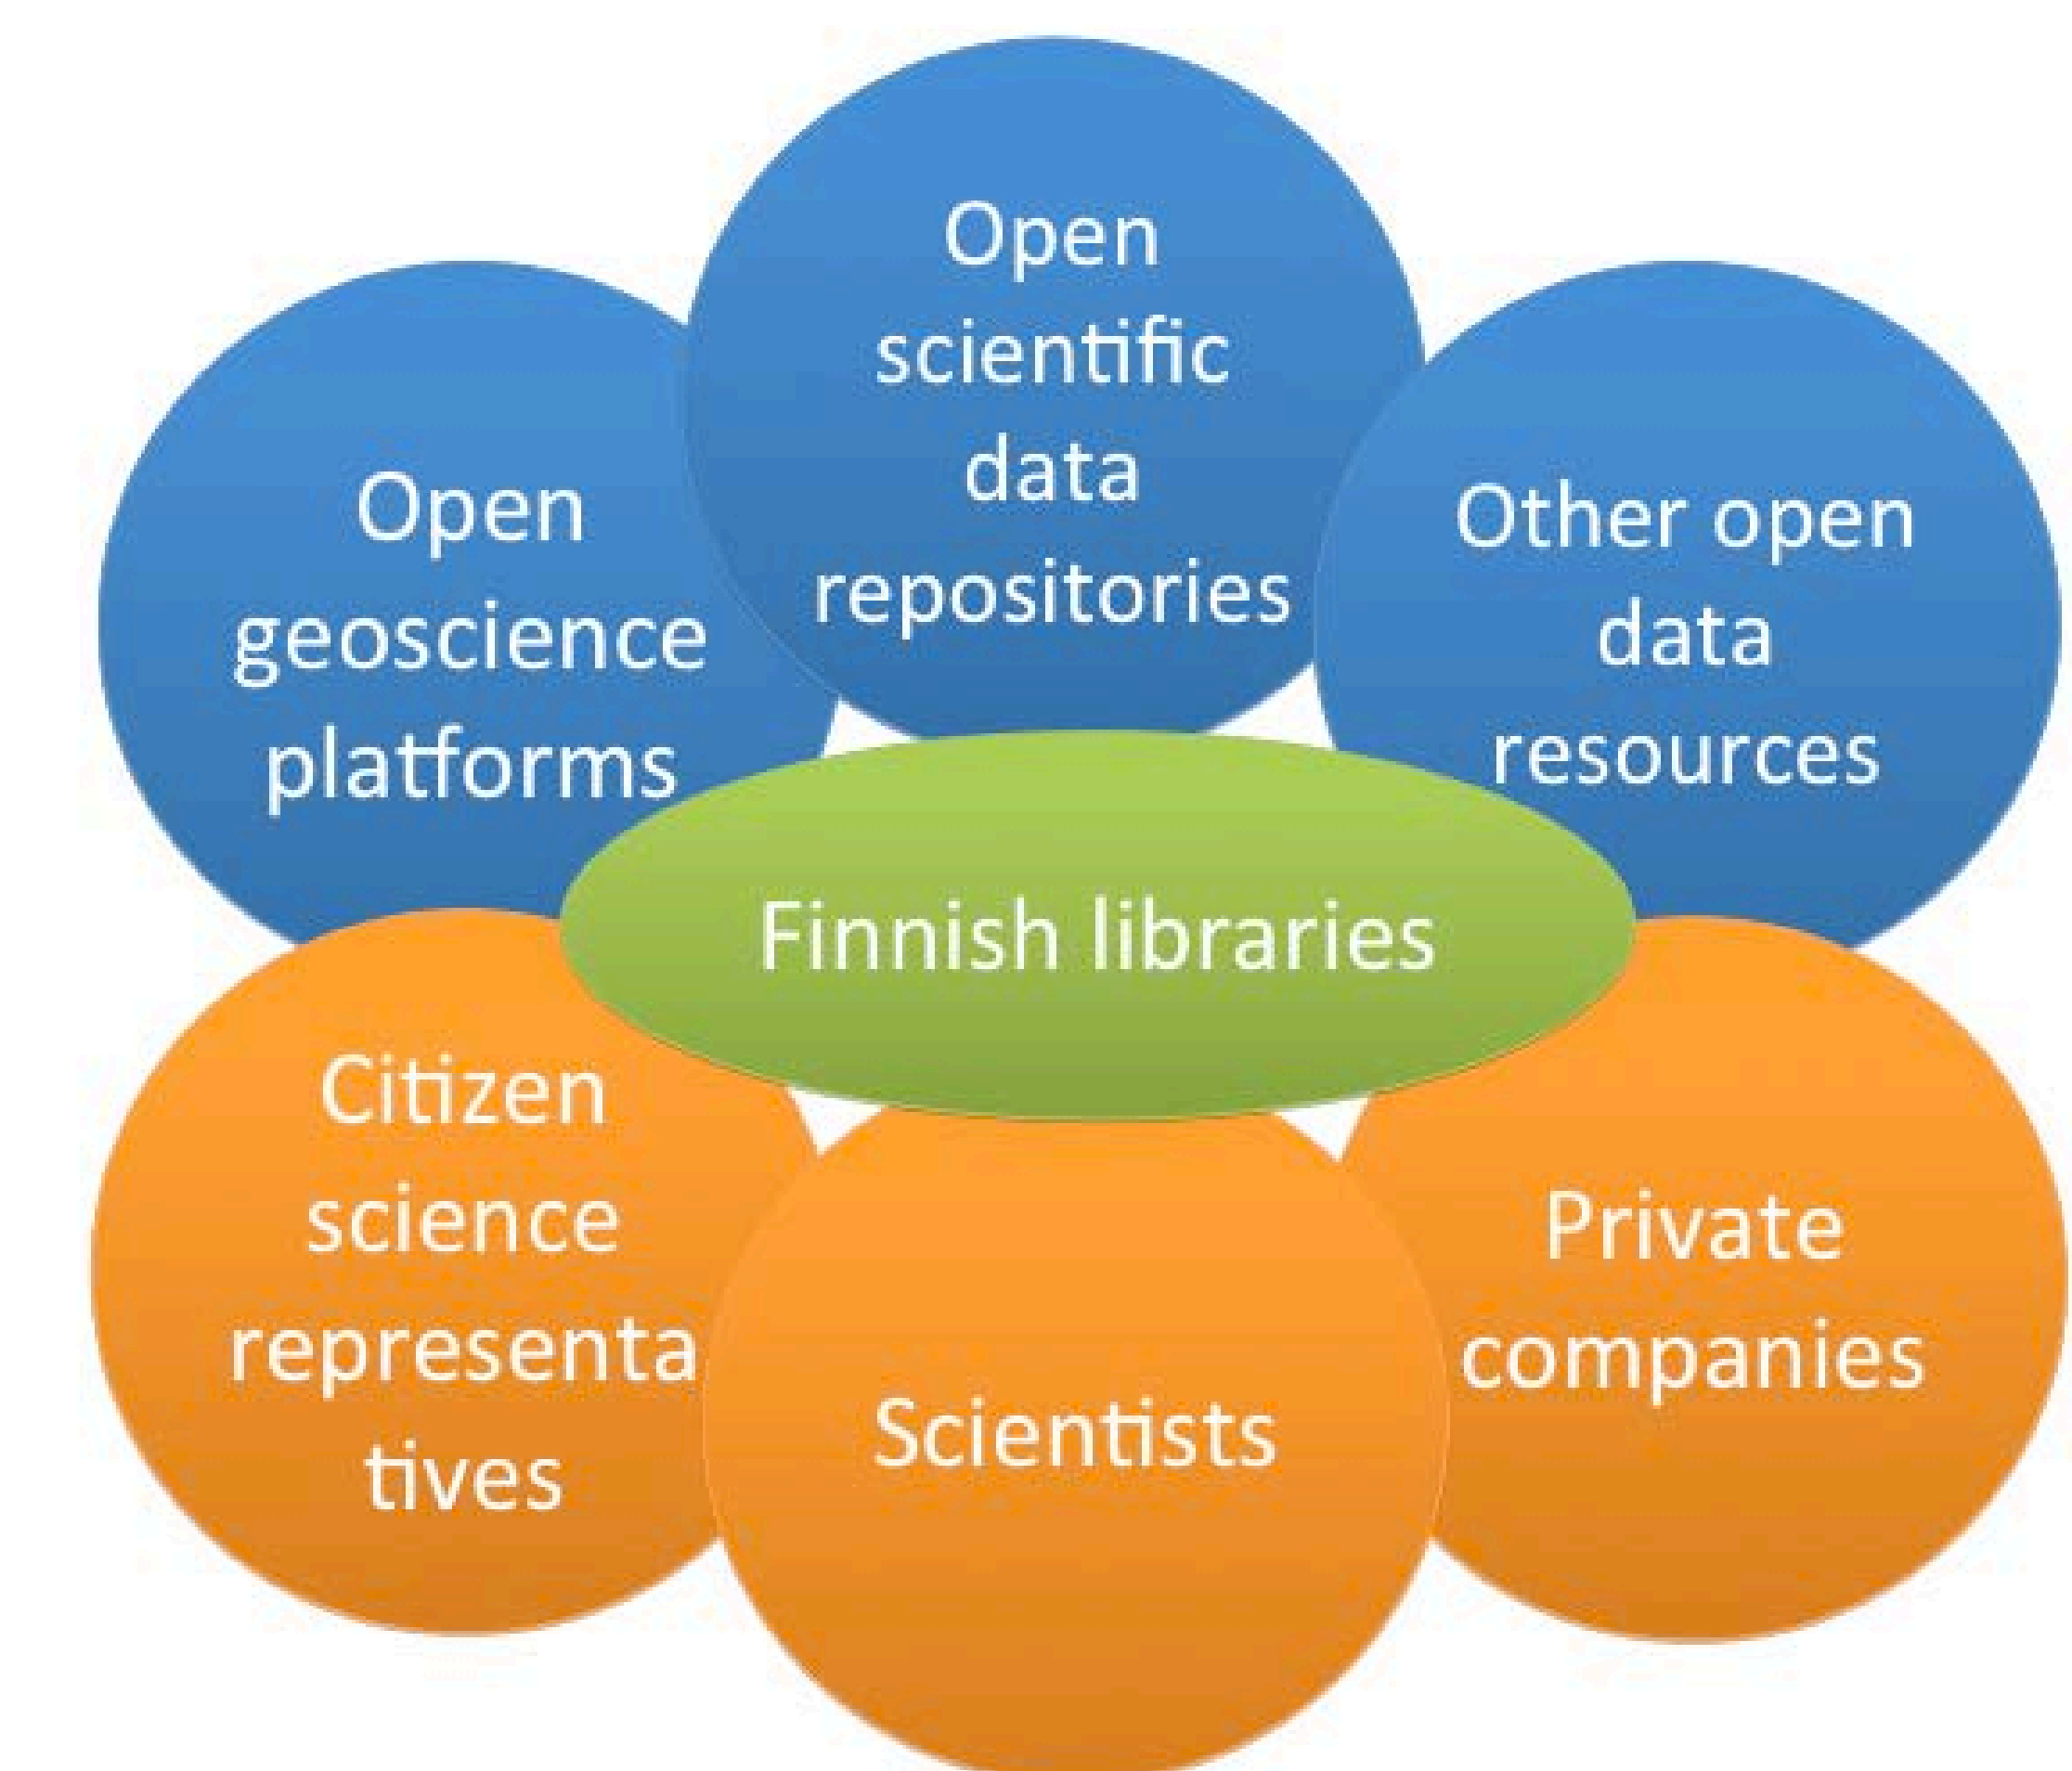 Open
scientific
data
repositories
Open
geoscience
platforms
Other open
data
resources
Finnish libraries
Citizen
science
representa
tives
Scientists
Private
companies